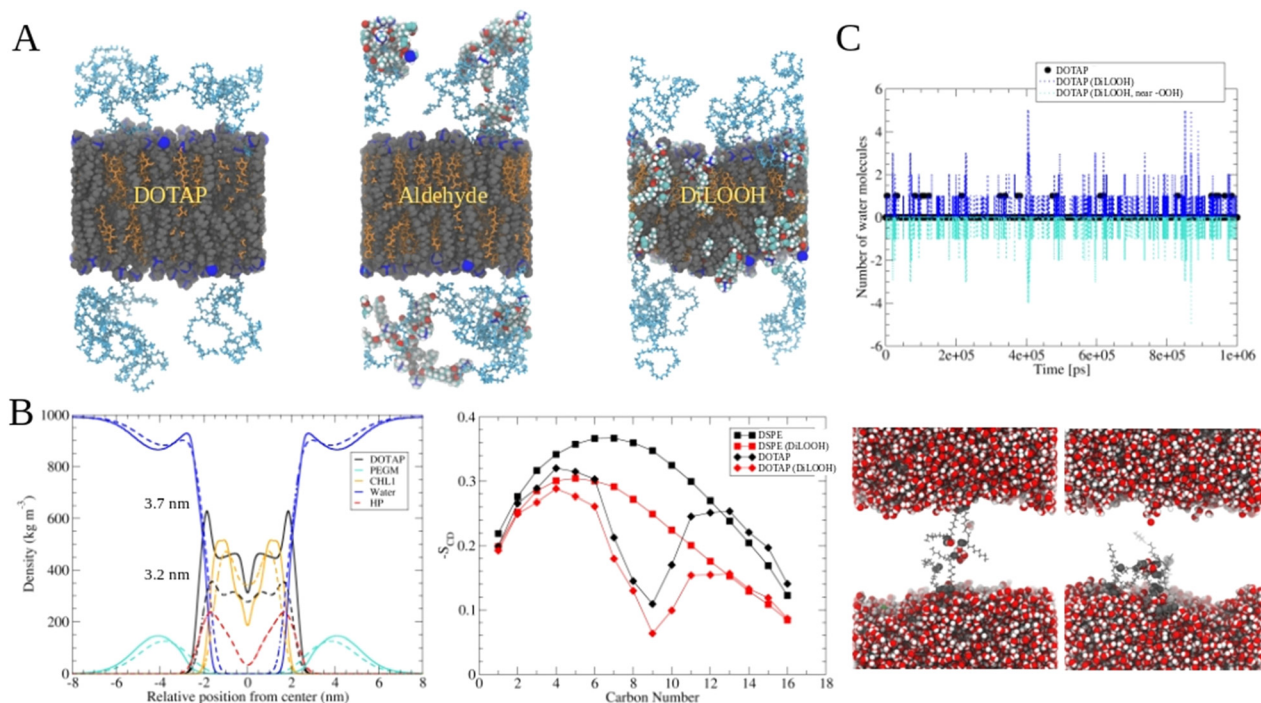 A
DOTAP
Aldehyde
DiLOOH
C
DOTAP
DOTAP (DiLOOH)
DOTAP (DiLOOH, near -OOH)
Number of water molecules
6
4
2
0
-2
-4
-6
0 2e+05 4e+05 6e+05 8e+05 1e+06
Time [ps]
B
Density (kg m-3)
1000
800
600
400
200
0
3.7 nm
3.2 nm
DOTAP
PEGM
CHL1
Water
HP
-8 -6 -4 -2 0 2 4 6 8
Relative position from center (nm)
-SCD
0.4
0.3
0.2
0.1
0
DSPE
DSPE (DiLOOH)
DOTAP
DOTAP (DiLOOH)
0 2 4 6 8 10 12 14 16 18
Carbon Number